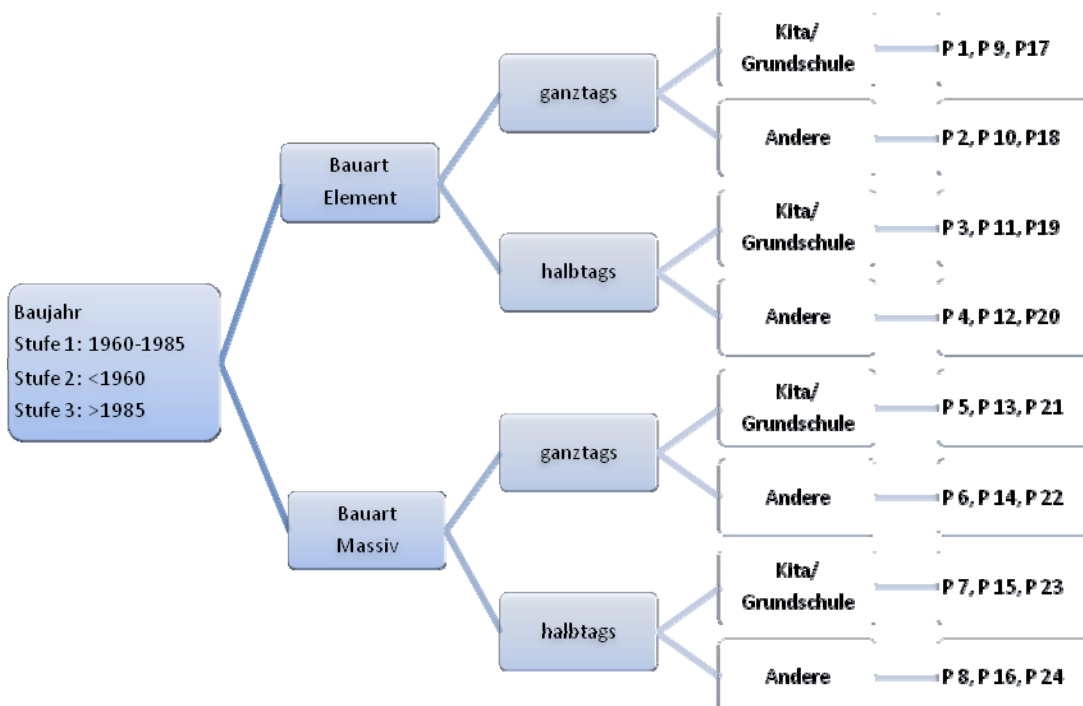 Kita/
Grundschule
P 1, P 9, P17
ganztags
Andere
P 2, P 10, P18
Bauart
Element
Kita/
Grundschule
P 3, P 11, P19
halbtags
Andere
P 4, P 12, P20
Baujahr
Stufe 1: 1960-1985
Stufe 2: <1960
Stufe 3: >1985
Kita/
Grundschule
P 5, P 13, P 21
ganztags
Andere
P 6, P 14, P 22
Bauart
Massiv
Kita/
Grundschule
P 7, P 15, P 23
halbtags
Andere
P 8, P 16, P 24